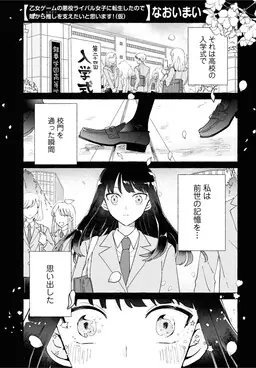 【乙女ゲームの悪役ライバル女子に転生したので
陰から推しを支えたいと思います!(仮)】
なおいまい
それは高校の
入学式で
入学式
校門を
通った瞬間
私は
前世の記憶を…
思い出した